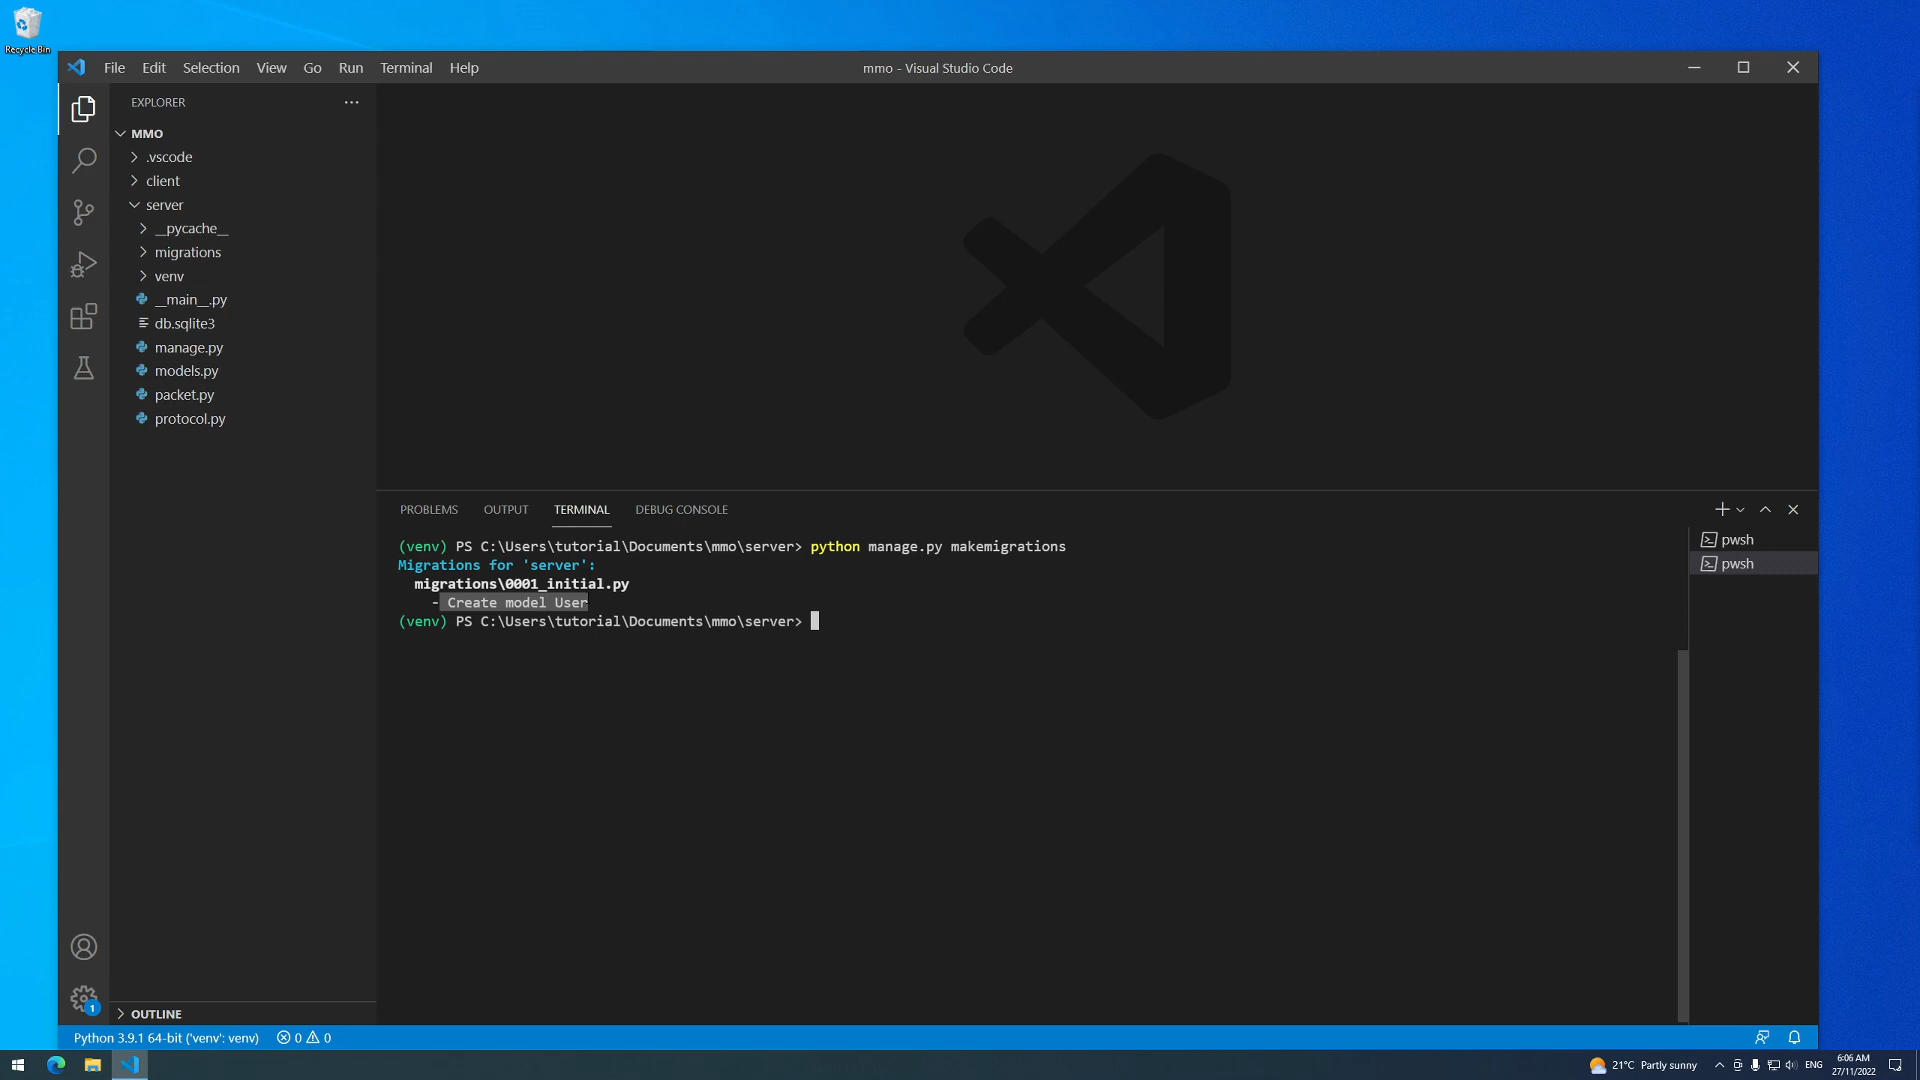 Recycle Bin
File Edit Selection View Go Run Terminal Help
mmo - Visual Studio Code
EXPLORER
MMO
.vscode
client
server
__pycache__
migrations
venv
__main__.py
db.sqlite3
manage.py
models.py
packet.py
protocol.py
PROBLEMS OUTPUT TERMINAL DEBUG CONSOLE
(venv) PS C:\Users\tutorial\Documents\mmo\server> python manage.py makemigrations
Migrations for 'server':
migrations\0001_initial.py
- Create model User
(venv) PS C:\Users\tutorial\Documents\mmo\server>
pwsh
pwsh
1
OUTLINE
Python 3.9.1 64-bit ('venv': venv) 0 0
21°C Partly sunny
ENG
6:06 AM
27/11/2022